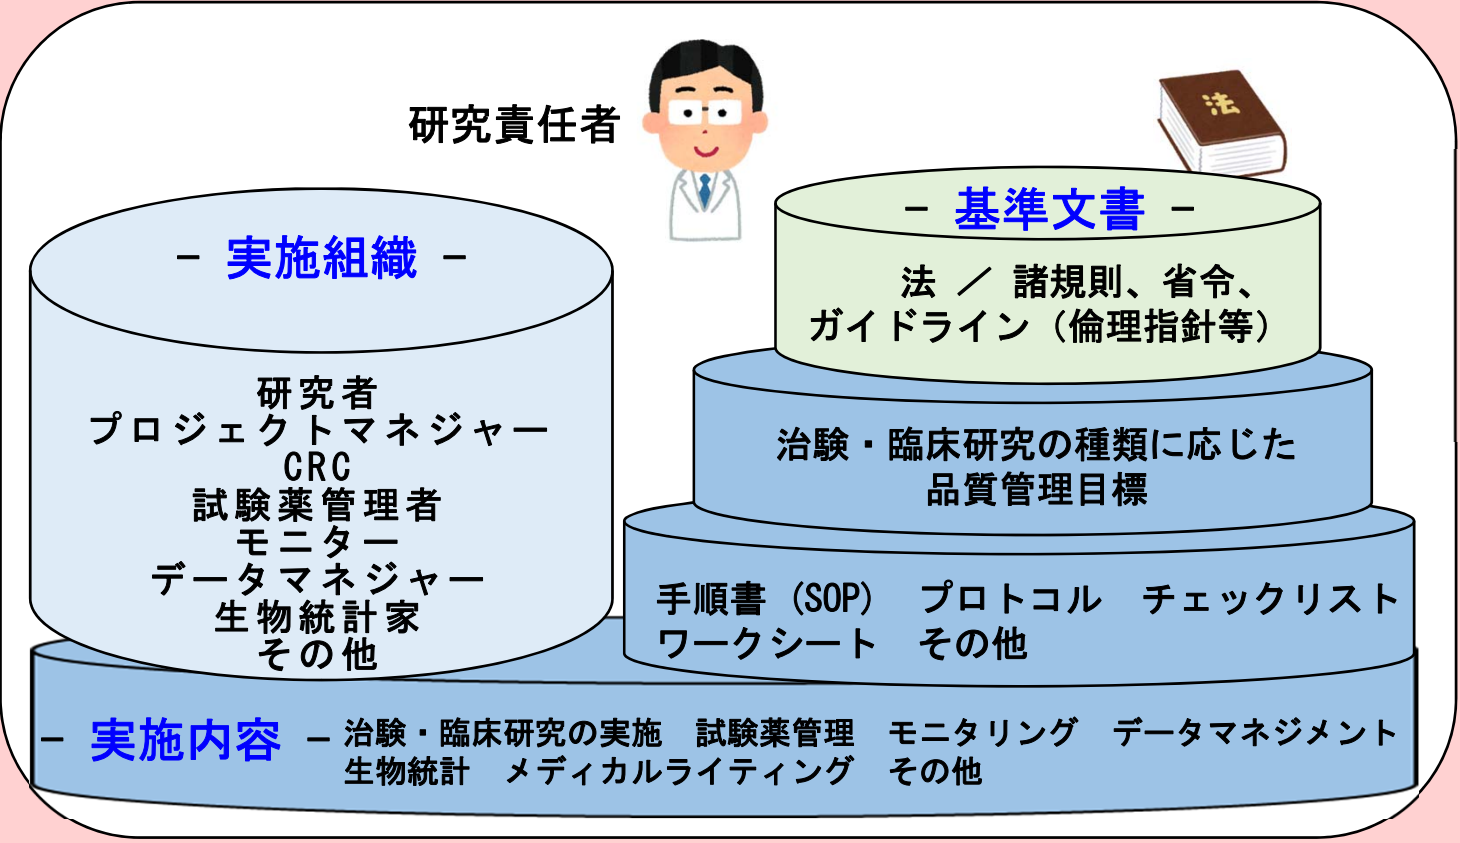 研究責任者
法
－ 実施組織 －
研究者
プロジェクトマネジャー
CRC
試験薬管理者
モニター
データマネジャー
生物統計家
その他
－ 基準文書 －
法 ／ 諸規則、省令、
ガイドライン（倫理指針等）
治験・臨床研究の種類に応じた
品質管理目標
手順書（SOP） プロトコル チェックリスト
ワークシート その他
－ 実施内容 －
治験・臨床研究の実施 試験薬管理 モニタリング データマネジメント
生物統計 メディカルライティング その他